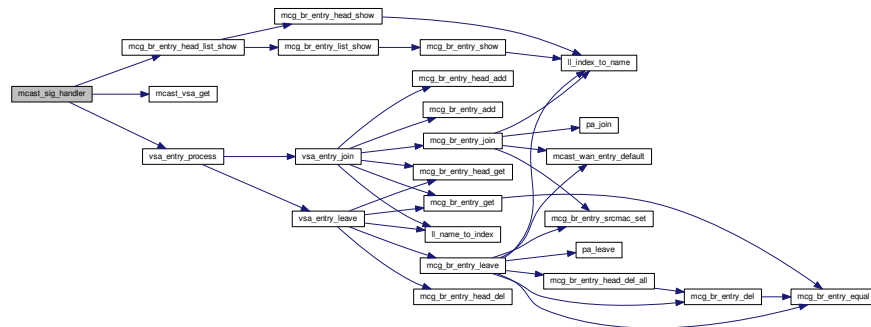 mcg_br_entry_head_show
mcg_br_entry_head_list_show
mcg_br_entry_list_show
mcg_br_entry_show
ll_index_to_name
mcg_br_entry_head_add
mcast_sig_handler
mcast_vsa_get
mcg_br_entry_add
pa_join
mcg_br_entry_join
vsa_entry_process
vsa_entry_join
mcast_wan_entry_default
mcg_br_entry_head_get
mcg_br_entry_get
vsa_entry_leave
mcg_br_entry_srcmac_set
ll_name_to_index
pa_leave
mcg_br_entry_leave
mcg_br_entry_head_del_all
mcg_br_entry_head_del
mcg_br_entry_del
mcg_br_entry_equal